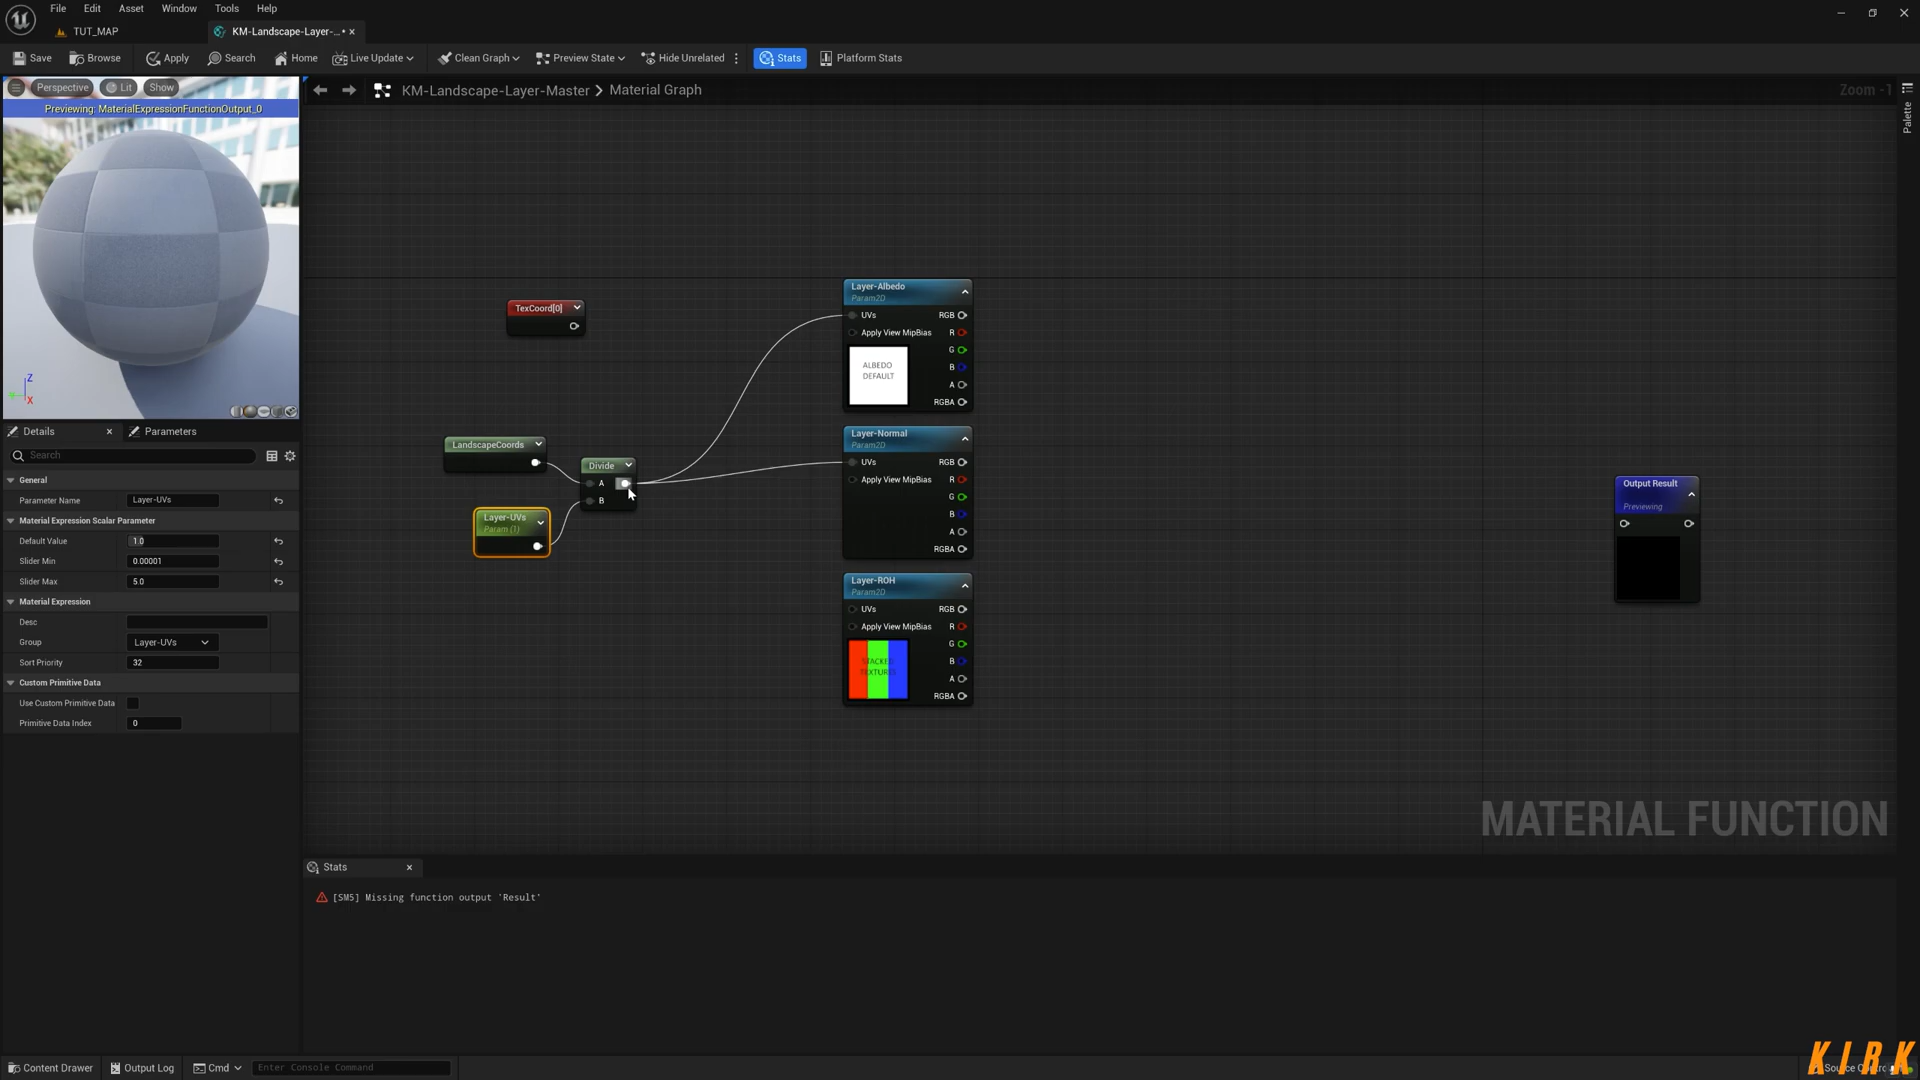 File Edit Window Asset Tools Help
TUT_MAP
KM-Landscape-Layer-...•
Save Browse Apply Search Home Live Update Clean Graph Preview State Hide Unrelated Stats Platform Stats
Perspective Lit Show
Previewing: MaterialExpressionFunctionOutput_0
KM-Landscape-Layer-Master > Material Graph
Zoom -1
Palette
Z
X
TexCoord[0]
LandscapeCoords
Divide
A
B
Layer-UVs
Param (1)
Layer-Albedo
Param2D
UVs RGB
Apply View MipBias R
G
ALBEDO
DEFAULT
B
A
RGBA
Layer-Normal
Param2D
UVs RGB
Apply View MipBias R
G
B
A
RGBA
Layer-ROH
Param2D
UVs RGB
Apply View MipBias R
G
STACKED
TEXTURES
B
A
RGBA
Output Result
Previewing
MATERIAL FUNCTION
Details Parameters
Search
General
Parameter Name Layer-UVs
Material Expression Scalar Parameter
Default Value 1.0
Slider Min 0.00001
Slider Max 5.0
Material Expression
Desc
Group Layer-UVs
Sort Priority 32
Custom Primitive Data
Use Custom Primitive Data
Primitive Data Index 0
Stats
[SM5] Missing function output 'Result'
Content Drawer Output Log Cmd Enter Console Command
KIRK